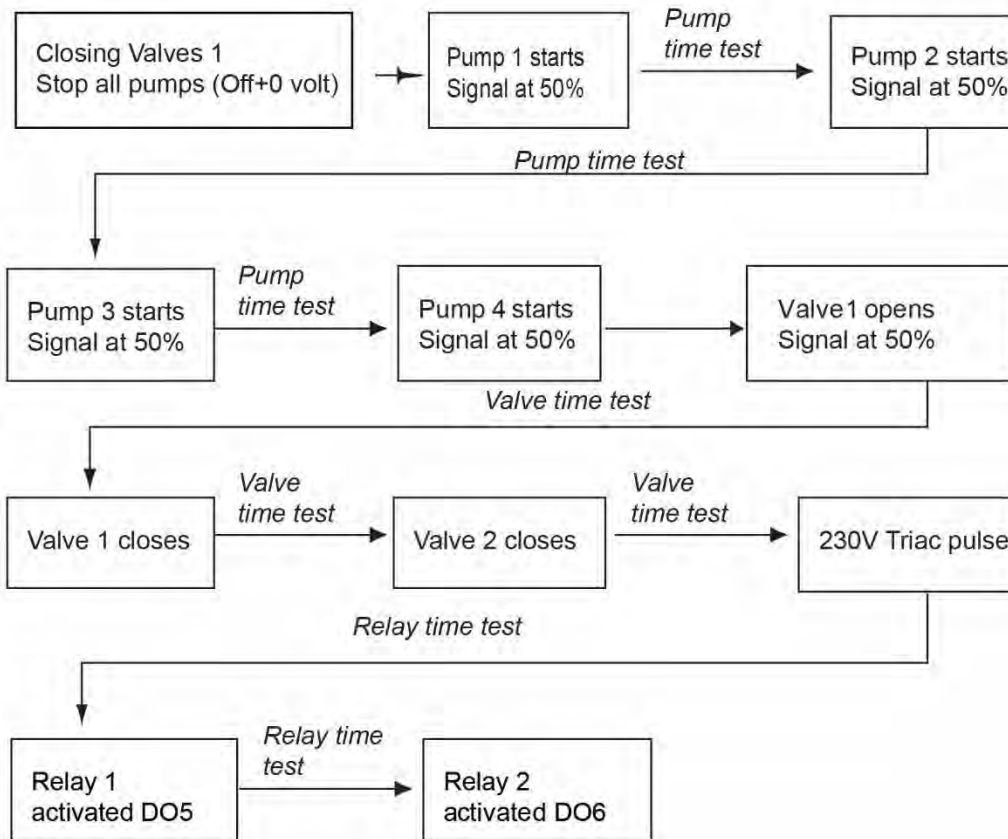 Closing Valves 1
Stop all pumps (Off+0 volt)
Pump 1 starts
Signal at 50%
Pump
time test
Pump 2 starts
Signal at 50%
Pump time test
Pump 3 starts
Signal at 50%
Pump
time test
Pump 4 starts
Signal at 50%
Valve1 opens
Signal at 50%
Valve time test
Valve 1 closes
Valve
time test
Valve 2 closes
Valve
time test
230V Triac pulse
Relay time test
Relay 1
activated DO5
Relay time
test
Relay 2
activated DO6